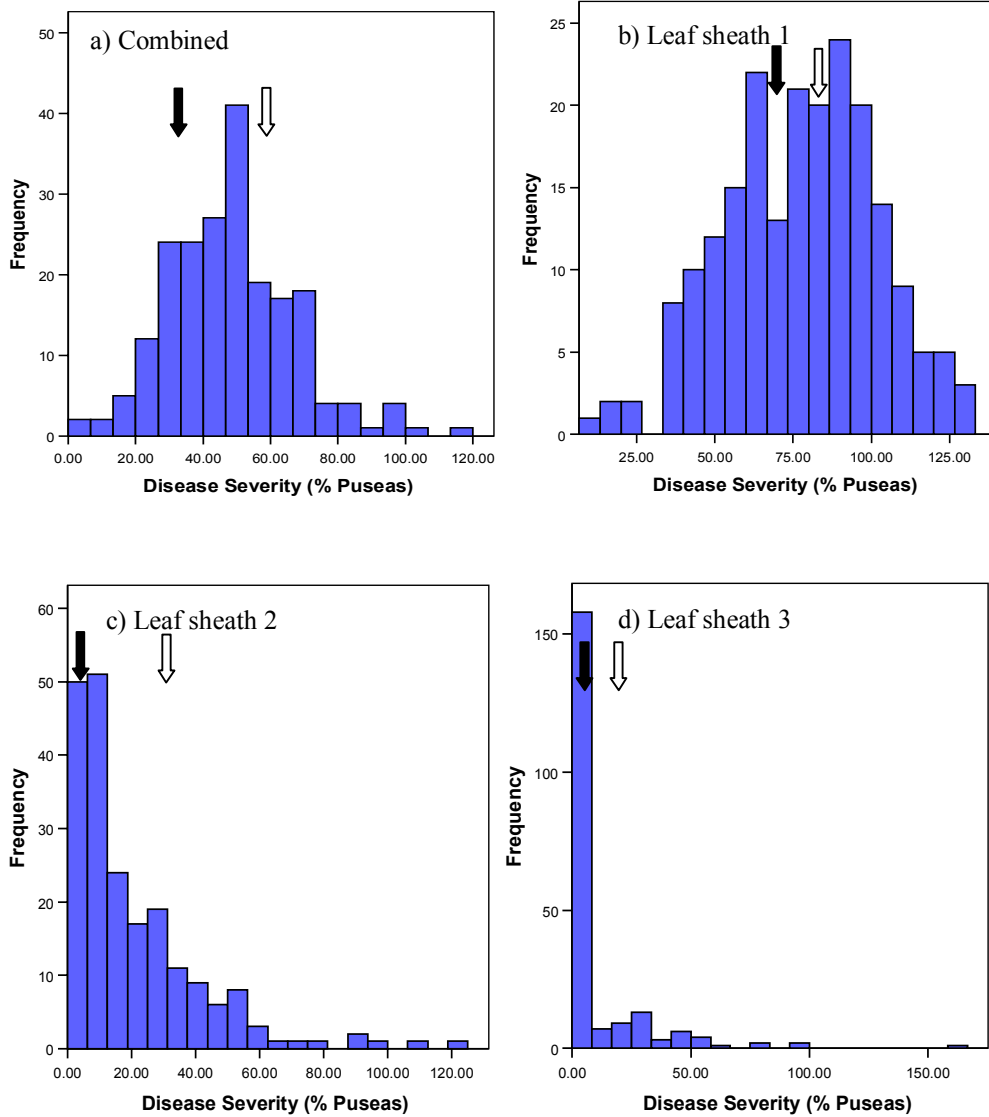 a) Combined
50
40
30
20
10
0
Frequency
0.00 20.00 40.00 60.00 80.00 100.00 120.00
Disease Severity (% Puseas)
b) Leaf sheath 1
25
20
15
10
5
0
Frequency
25.00 50.00 75.00 100.00 125.00
Disease Severity (% Puseas)
c) Leaf sheath 2
60
50
40
30
20
10
0
Frequency
0.00 20.00 40.00 60.00 80.00 100.00 120.00
Disease Severity (% Puseas)
d) Leaf sheath 3
150
100
50
0
Frequency
0.00 50.00 100.00 150.00
Disease Severity (% Puseas)